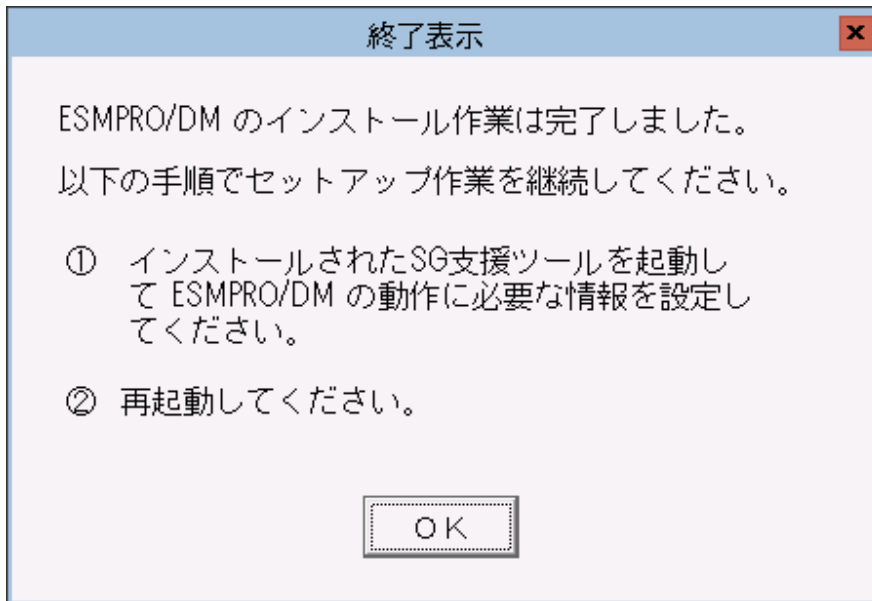 終了表示
ESMPRO/DM のインストール作業は完了しました。
以下の手順でセットアップ作業を継続してください。
① インストールされたSG支援ツールを起動し
て ESMPRO/DM の動作に必要な情報を設定し
てください。
② 再起動してください。
ＯＫ